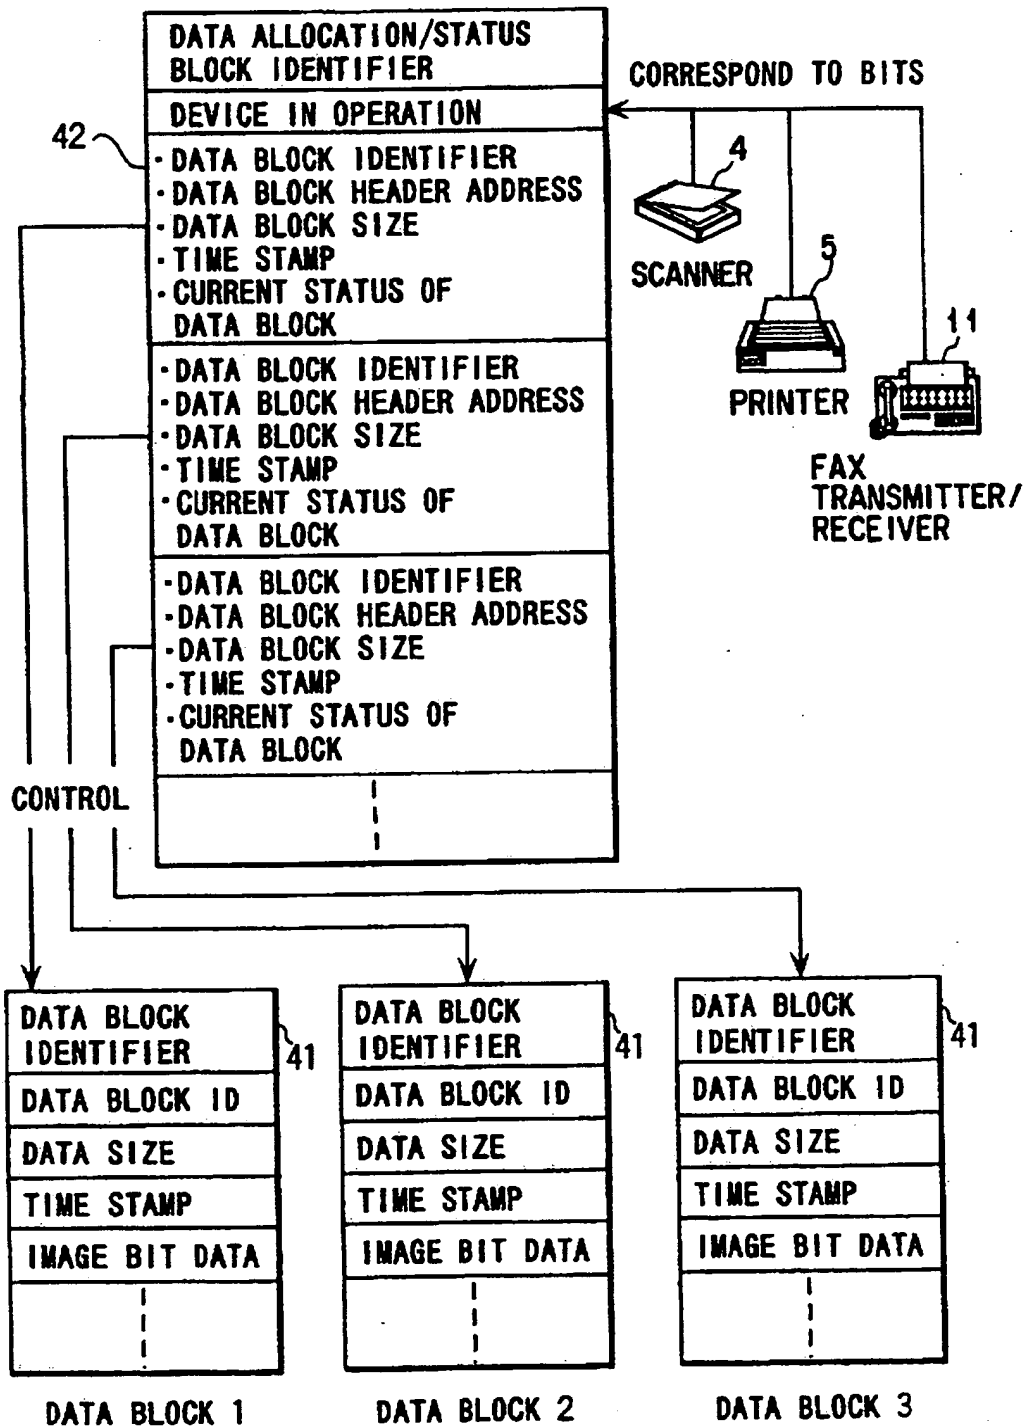 DATA ALLOCATION/STATUS
BLOCK IDENTIFIER
DEVICE IN OPERATION
42
·DATA BLOCK IDENTIFIER
·DATA BLOCK HEADER ADDRESS
·DATA BLOCK SIZE
·TIME STAMP
·CURRENT STATUS OF
DATA BLOCK
·DATA BLOCK IDENTIFIER
·DATA BLOCK HEADER ADDRESS
·DATA BLOCK SIZE
·TIME STAMP
·CURRENT STATUS OF
DATA BLOCK
·DATA BLOCK IDENTIFIER
·DATA BLOCK HEADER ADDRESS
·DATA BLOCK SIZE
·TIME STAMP
·CURRENT STATUS OF
DATA BLOCK
CORRESPOND TO BITS
4
SCANNER
5
PRINTER
11
FAX
TRANSMITTER/
RECEIVER
CONTROL
DATA BLOCK
IDENTIFIER
41
DATA BLOCK ID
DATA SIZE
TIME STAMP
IMAGE BIT DATA
DATA BLOCK 1
DATA BLOCK
IDENTIFIER
41
DATA BLOCK ID
DATA SIZE
TIME STAMP
IMAGE BIT DATA
DATA BLOCK 2
DATA BLOCK
IDENTIFIER
41
DATA BLOCK ID
DATA SIZE
TIME STAMP
IMAGE BIT DATA
DATA BLOCK 3